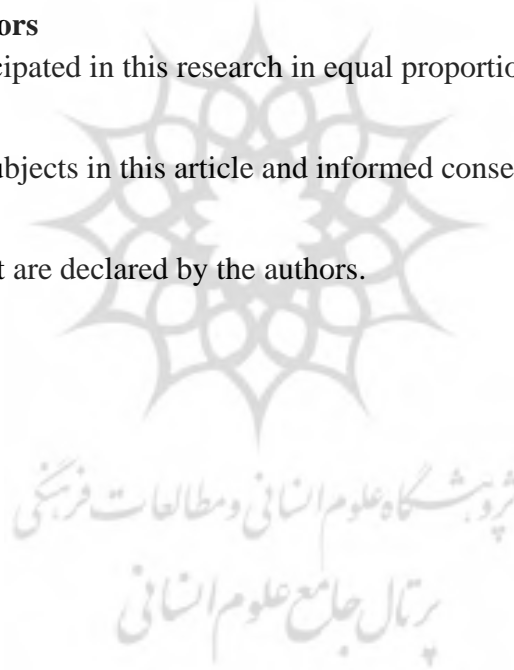 ors
cipated in this research in equal proportio
ubjects in this article and informed conse
t are declared by the authors.
پژوهشگاه علوم انسانی و مطالعات فرهنگی
پرتال جامع علوم انسانی